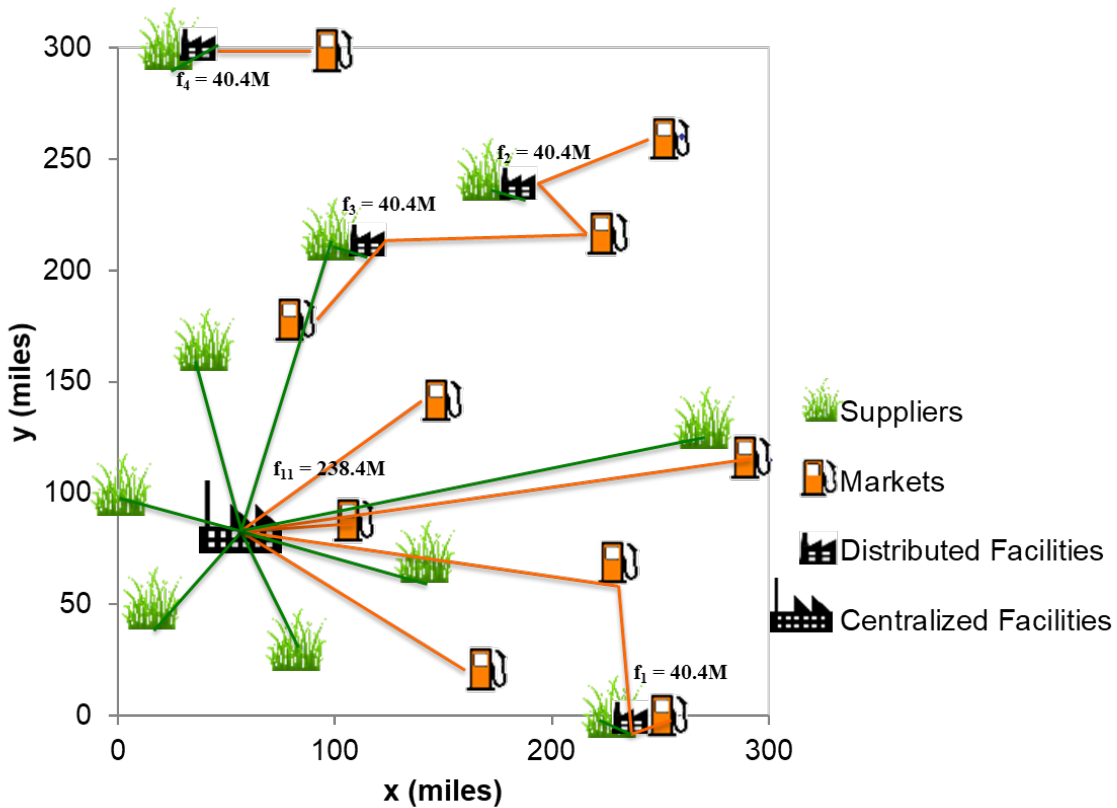 300
f4 = 40.4M
250
f2 = 40.4M
f3 = 40.4M
200
150
y (miles)
Suppliers
f11 = 238.4M
100
Markets
Distributed Facilities
50
Centralized Facilities
f1 = 40.4M
0
0 100 200 300
x (miles)